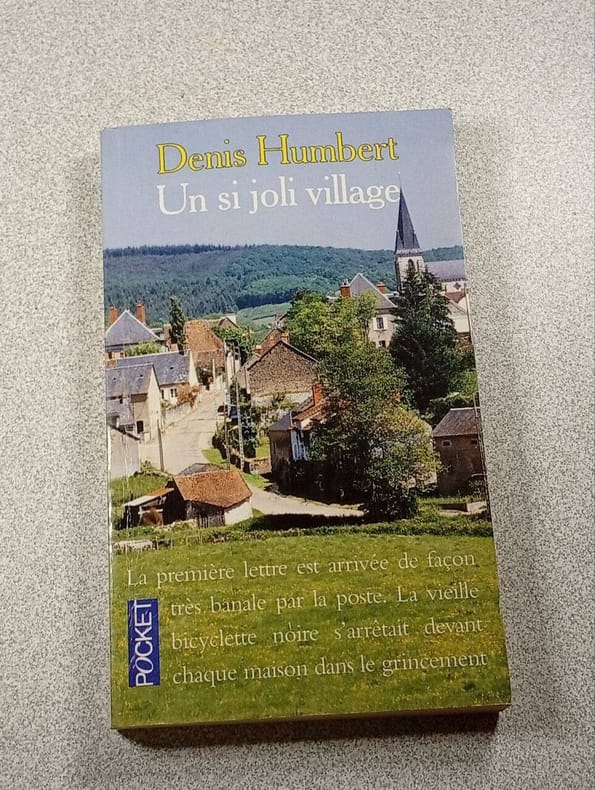 Denis Humbert
Un si joli village
La première lettre est arrivée de façon
très banale par la poste. La vieille
bicyclette noire s'arrêtait devant
chaque maison dans le grincement
POCKET